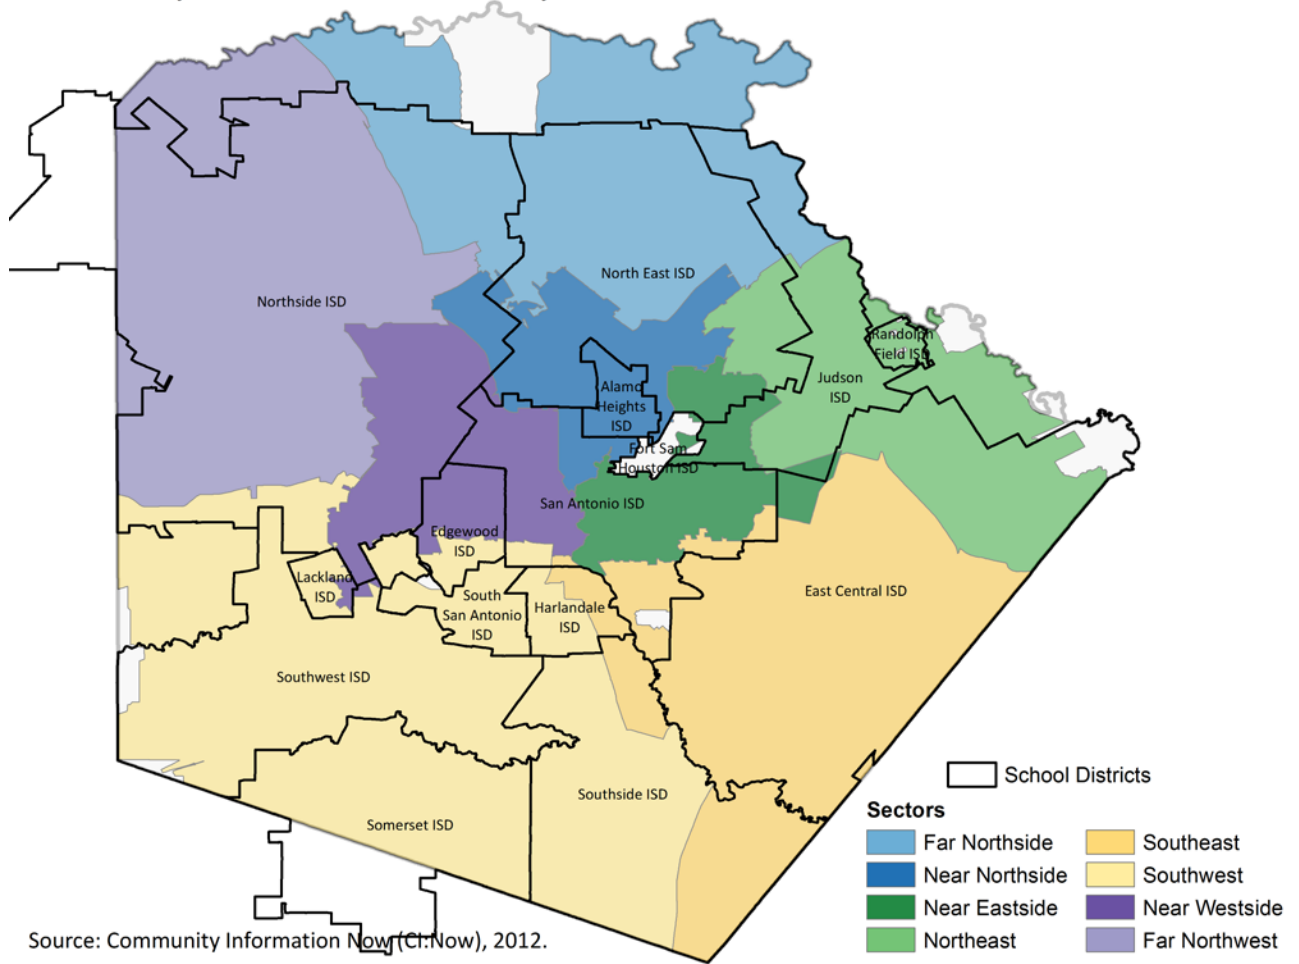 North East ISD
Northside ISD
Randolph
Field ISD
Judson
ISD
Alamo
Heights
ISD
Fort Sam
Houston ISD
San Antonio ISD
Edgewood
ISD
Lackland
ISD
South
San Antonio
ISD
Harlandale
ISD
East Central ISD
Southwest ISD
Southside ISD
Somerset ISD
School Districts
Sectors
Far Northside
Near Northside
Near Eastside
Northeast
Southeast
Southwest
Near Westside
Far Northwest
Source: Community Information Now (CI:Now), 2012.